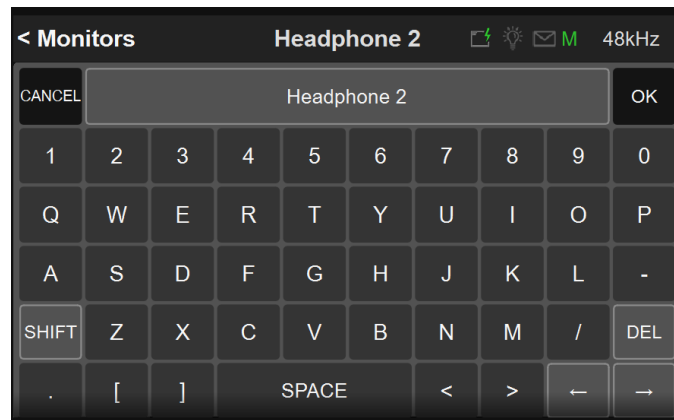 < Monitors Headphone 2 M 48kHz
CANCEL Headphone 2 OK
1 2 3 4 5 6 7 8 9 0
Q W E R T Y U I O P
A S D F G H J K L -
SHIFT Z X C V B N M / DEL
. [ ] SPACE < > ← →